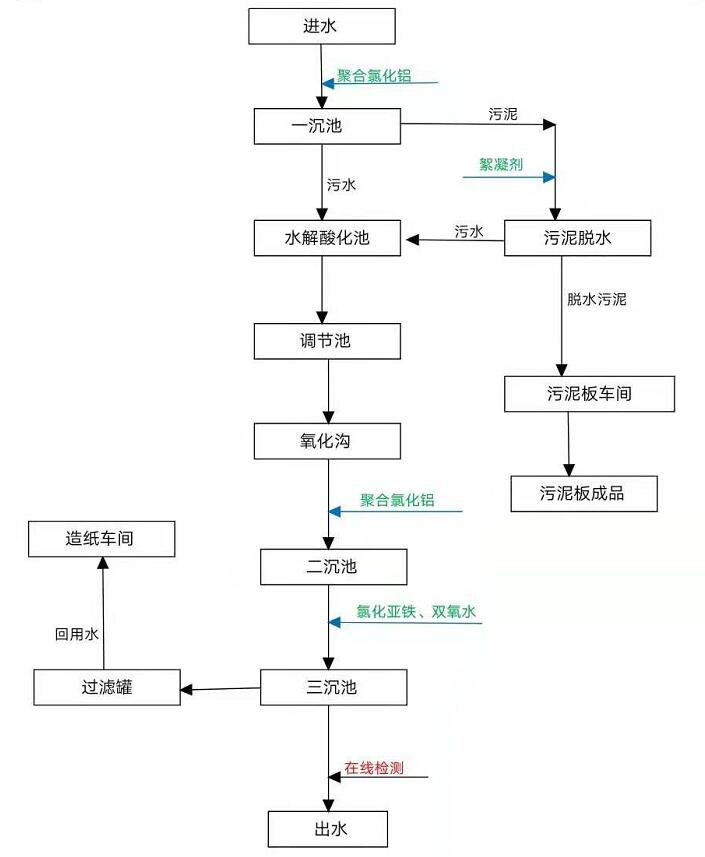 进水
聚合氯化铝
一沉池
污泥
絮凝剂
污水
水解酸化池
污水
污泥脱水
脱水污泥
调节池
污泥板车间
氧化沟
污泥板成品
聚合氯化铝
造纸车间
二沉池
氯化亚铁、双氧水
回用水
过滤罐
三沉池
在线检测
出水